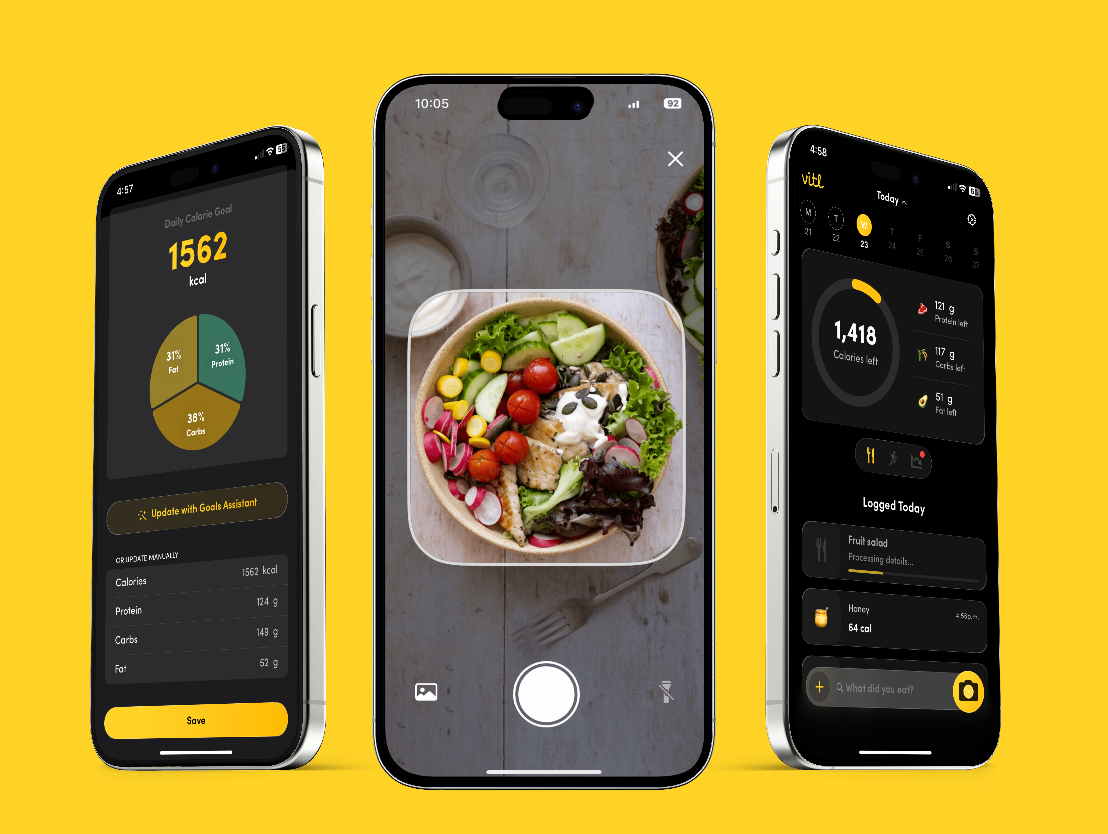 4:57
Daily Calorie Goal
1562
kcal
31%
Fat
31%
Protein
38%
Carbs
Update with Goals Assistant
OR UPDATE MANUALLY
Calories 1562 kcal
Protein 124 g
Carbs 149 g
Fat 52 g
Save
10:05
92
4:58
vitl
Today
M T W T F S S
21 22 23 24 25 26 27
1,418
Calories left
121 g
Protein left
117 g
Carbs left
51 g
Fat left
Logged Today
Fruit salad
Processing details...
Honey 4:56p.m.
64 cal
What did you eat?